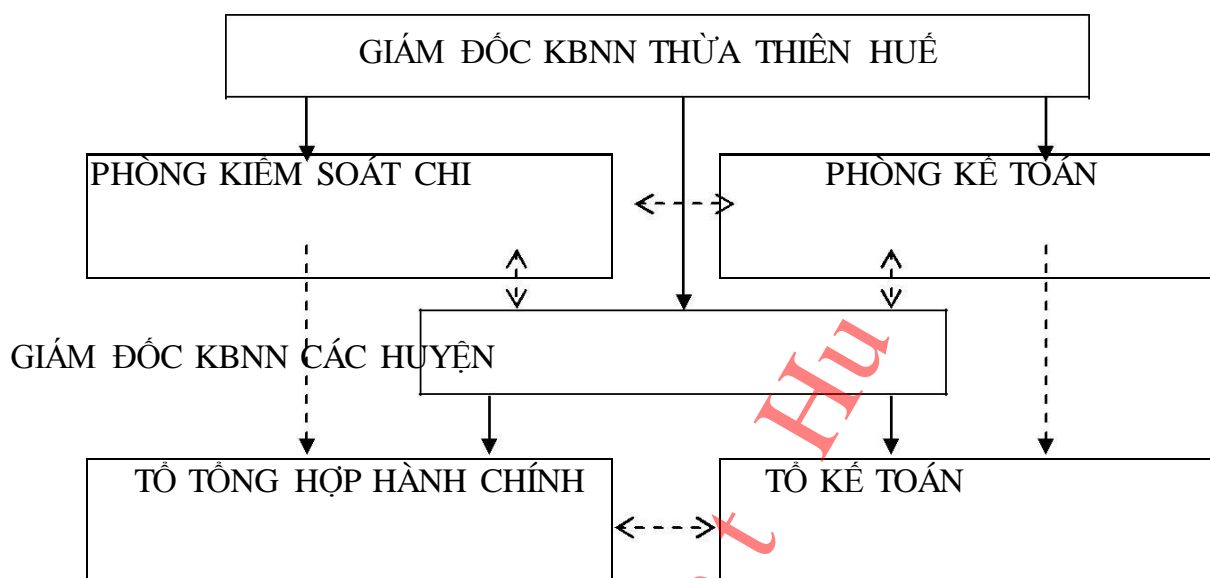 GIÁM ĐỐC KBNN THỪA THIÊN HUẾ
PHÒNG KIỂM SOÁT CHI
PHÒNG KẾ TOÁN
GIÁM ĐỐC KBNN CÁC HUYỆN
TỔ TỔNG HỢP HÀNH CHÍNH
TỔ KẾ TOÁN
t Hu